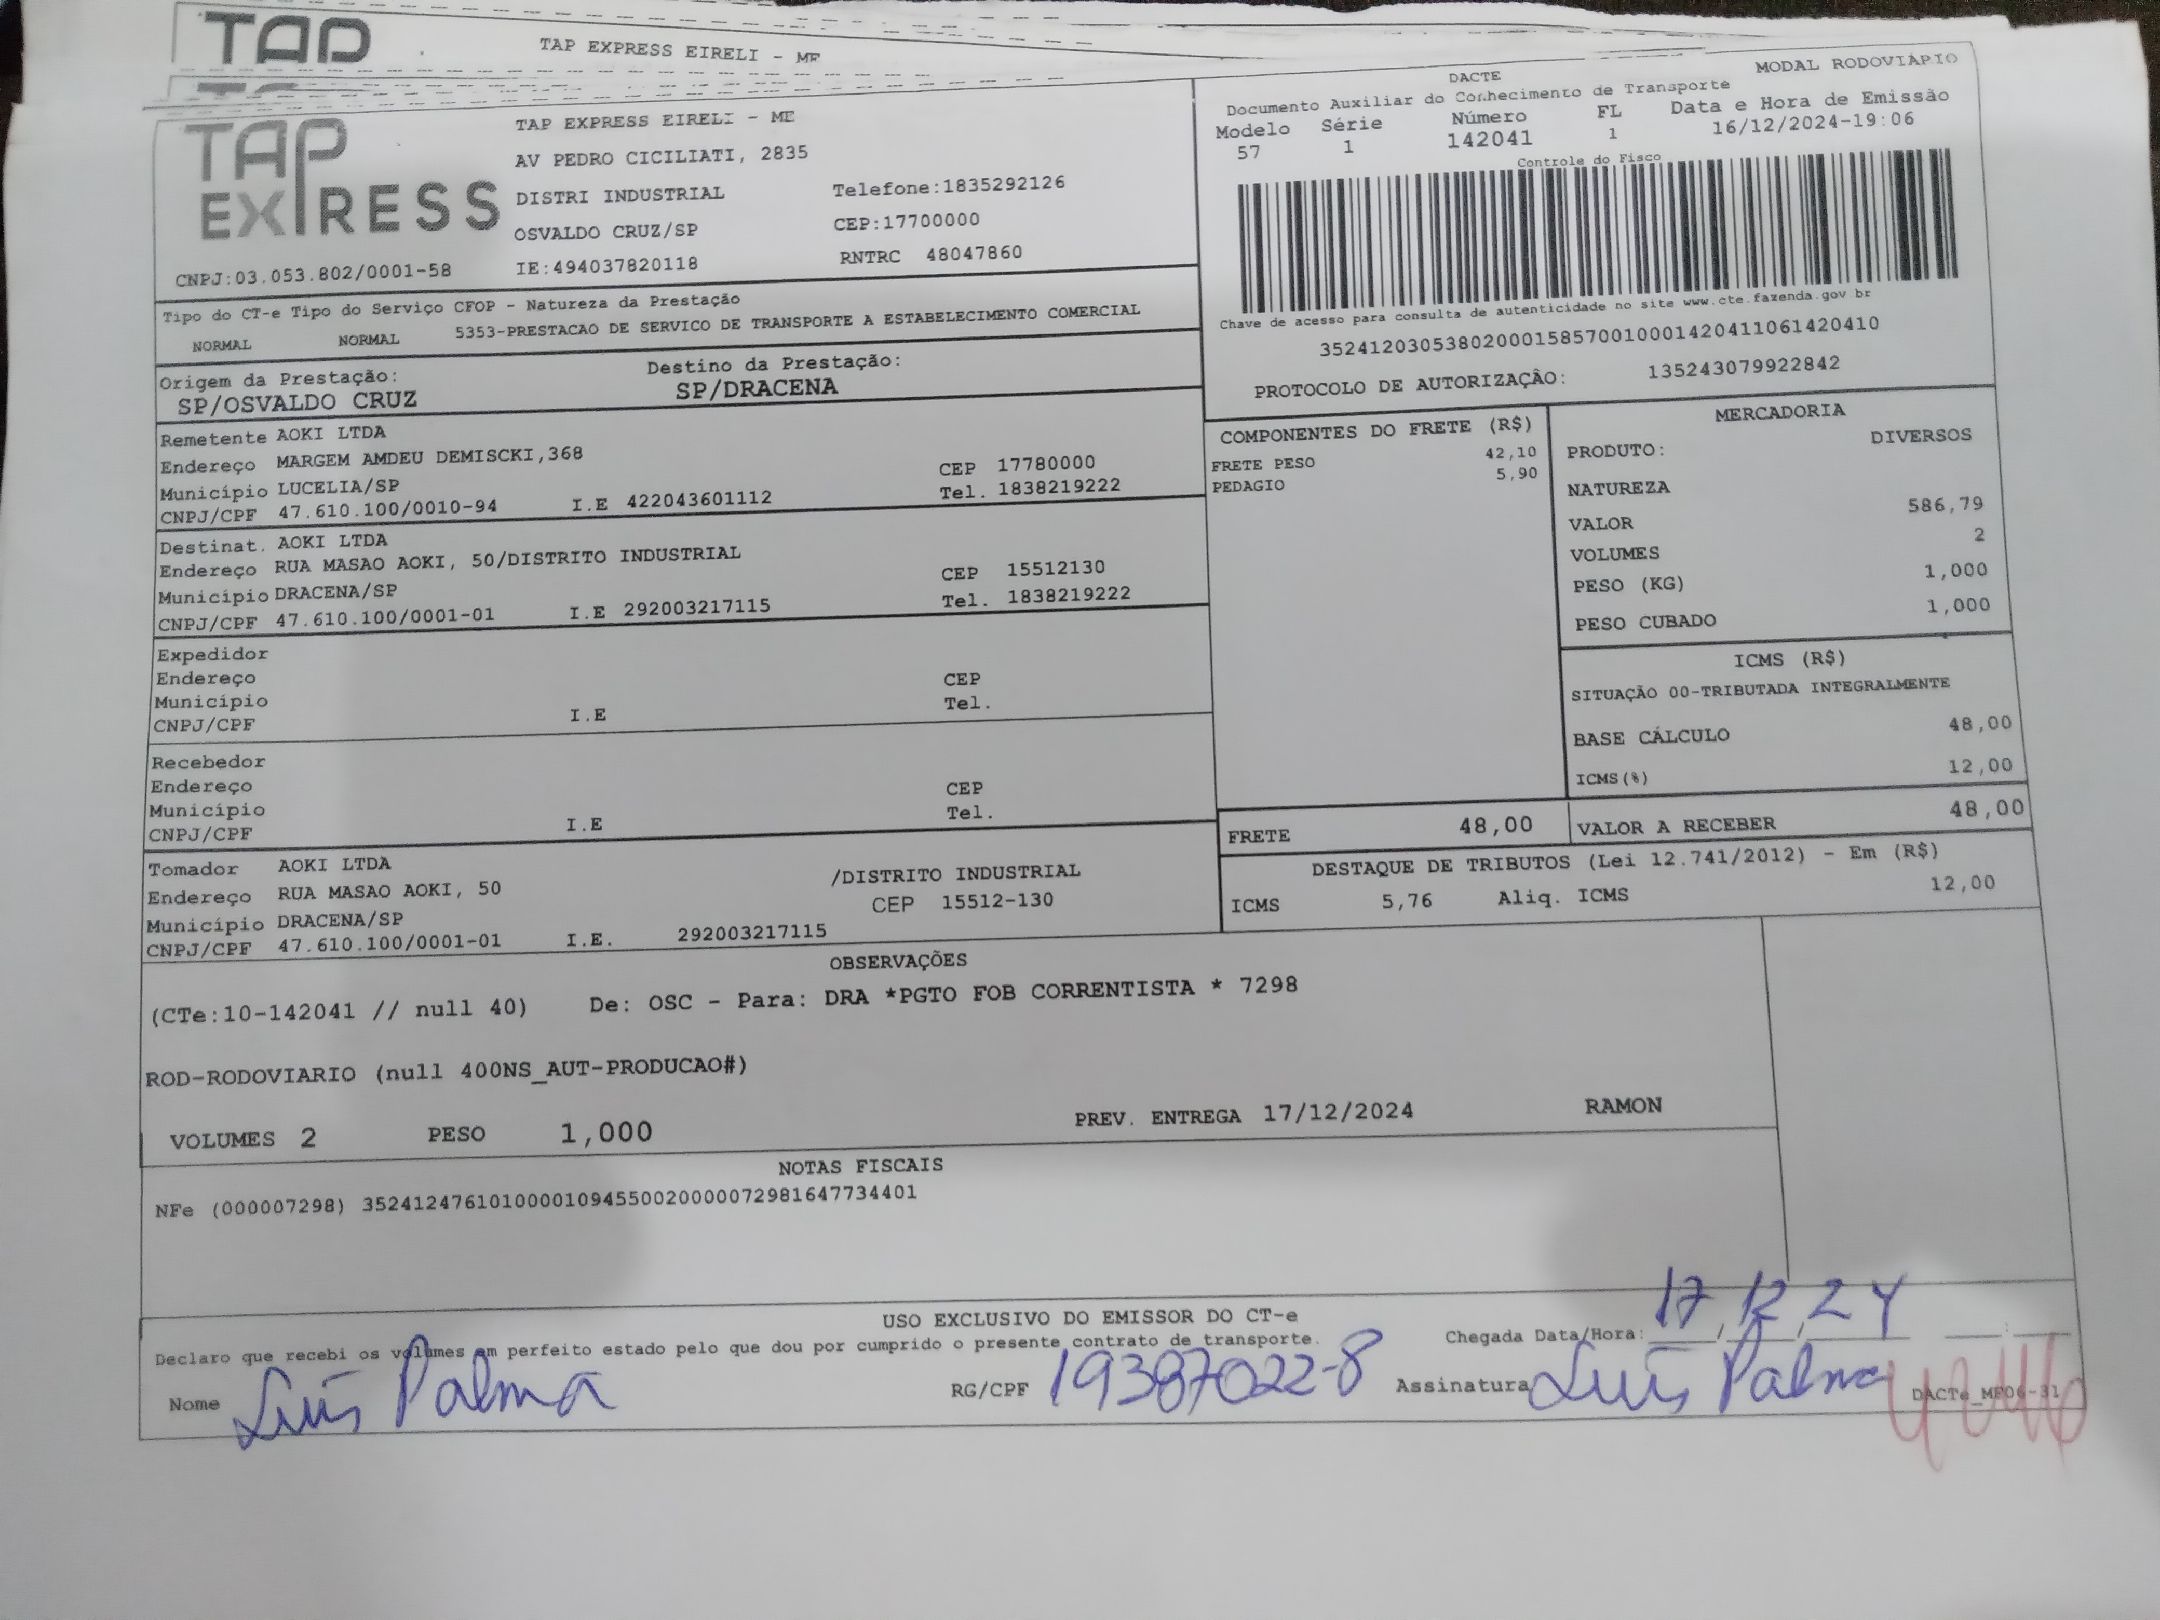 TAP TAP EXPRESS EIRELI - ME
TAP EXPRESS
TAP EXPRESS EIRELI - ME
AV PEDRO CICILIATI, 2835
DISTRI INDUSTRIAL Telefone:1835292126
OSVALDO CRUZ/SP CEP:17700000
CNPJ:03.053.802/0001-58 IE:494037820118 RNTRC 48047860
DACTE MODAL RODOVIARIO
Documento Auxiliar do Conhecimento de Transporte
Modelo Série Número FL Data e Hora de Emissão
57 1 142041 1 16/12/2024-19:06
Controle do Fisco
Chave de acesso para consulta de autenticidade no site www.cte.fazenda.gov br
35241203053802000158570010001420411061420410
PROTOCOLO DE AUTORIZAÇÂO: 135243079922842
Tipo do CT-e Tipo do Serviço CFOP - Natureza da Prestação
NORMAL NORMAL 5353-PRESTACAO DE SERVICO DE TRANSPORTE A ESTABELECIMENTO COMERCIAL
Origem da Prestação: Destino da Prestação:
SP/OSVALDO CRUZ SP/DRACENA
Remetente AOKI LTDA
Endereço MARGEM AMDEU DEMISCKI,368 CEP 17780000
Município LUCELIA/SP Tel. 1838219222
CNPJ/CPF 47.610.100/0010-94 I.E 422043601112
Destinat. AOKI LTDA
Endereço RUA MASAO AOKI, 50/DISTRITO INDUSTRIAL CEP 15512130
Município DRACENA/SP Tel. 1838219222
CNPJ/CPF 47.610.100/0001-01 I.E 292003217115
Expedidor
Endereço CEP
Município Tel.
CNPJ/CPF I.E
Recebedor
Endereço CEP
Município Tel.
CNPJ/CPF I.E
Tomador AOKI LTDA /DISTRITO INDUSTRIAL
Endereço RUA MASAO AOKI, 50 CEP 15512-130
Município DRACENA/SP
CNPJ/CPF 47.610.100/0001-01 I.E. 292003217115
COMPONENTES DO FRETE (R$)
FRETE PESO 42,10
PEDAGIO 5,90
MERCADORIA
PRODUTO: DIVERSOS
NATUREZA
VALOR 586,79
VOLUMES 2
PESO (KG) 1,000
PESO CUBADO 1,000
ICMS (R$)
SITUAÇÃO 00-TRIBUTADA INTEGRALMENTE
BASE CÁLCULO 48,00
ICMS(%) 12,00
FRETE 48,00 VALOR A RECEBER 48,00
DESTAQUE DE TRIBUTOS (Lei 12.741/2012) - Em (R$)
ICMS 5,76 Aliq. ICMS 12,00
OBSERVAÇÕES
(CTe:10-142041 // null 40) De: OSC - Para: DRA *PGTO FOB CORRENTISTA * 7298
ROD-RODOVIARIO (null 400NS_AUT-PRODUCAO#)
VOLUMES 2 PESO 1,000 PREV. ENTREGA 17/12/2024 RAMON
NOTAS FISCAIS
NFe (000007298) 35241247610100001094550020000072981647734401
USO EXCLUSIVO DO EMISSOR DO CT-e
Declaro que recebi os volumes em perfeito estado pelo que dou por cumprido o presente contrato de transporte. Chegada Data/Hora: 17/12/24 __:__
Nome Luís Palma RG/CPF 19387022-8 Assinatura Luís Palma DACTe_MF06-31